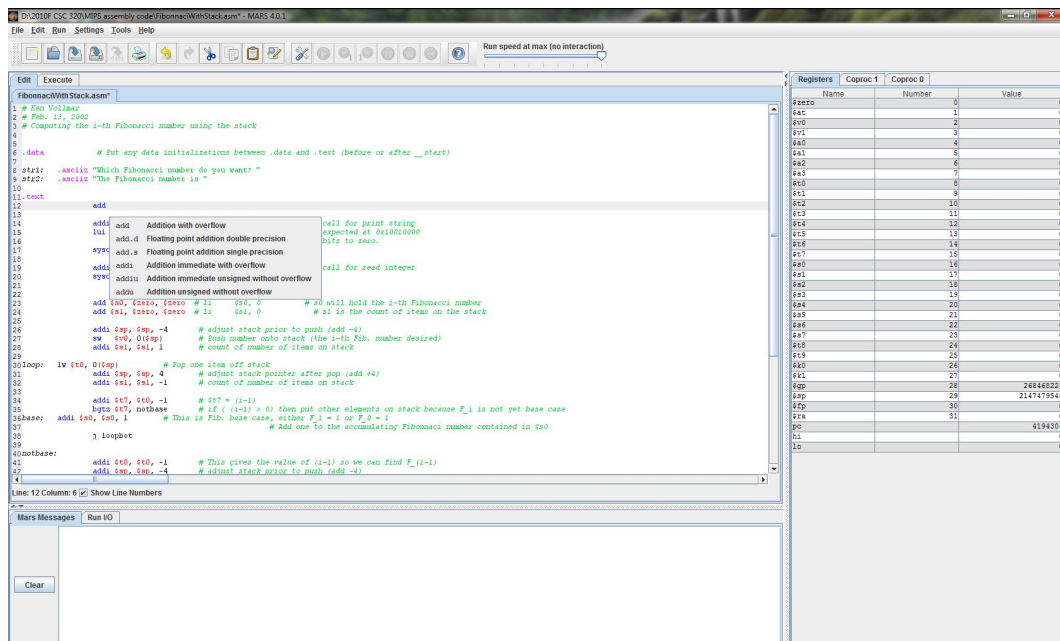 D:\2010F CSC 320\MIPS assembly code\FibonnaciWithStack.asm* - MARS 4.0.1
File Edit Run Settings Tools Help
Run speed at max (no interaction)
Edit Execute
FibonnaciWithStack.asm*
1 # Ken Vollmar
2 # Feb. 13, 2002
3 # Computing the i-th Fibonacci number using the stack
4
5
6 .data # Put any data initializations between .data and .text (before or after __start)
7
8 str1: .asciiz "Which Fibonacci number do you want? "
9 str2: .asciiz "The Fibonacci number is "
10
11 .text
12 add
13
14 addi call for print string
15 lui expected at 0x10010000
16 bits to zero.
17 sysc
18
19 addi call for read integer
20 sysc
21
22
23 add $s0, $zero, $zero # li $s0, 0 # s0 will hold the i-th Fibonacci number
24 add $s1, $zero, $zero # li $s1, 0 # s1 is the count of items on the stack
25
26 addi $sp, $sp, -4 # adjust stack prior to push (add -4)
27 sw $v0, 0($sp) # Push number onto stack (the i-th Fib. number desired)
28 addi $s1, $s1, 1 # count of number of items on stack
29
30 loop: lw $t0, 0($sp) # Pop one item off stack
31 addi $sp, $sp, 4 # adjust stack pointer after pop (add +4)
32 addi $s1, $s1, -1 # count of number of items on stack
33
34 addi $t7, $t0, -1 # $t7 = (i-1)
35 bgtz $t7, notbase # if ( (i-1) > 0) then put other elements on stack because F_i is not yet base case
36 base: addi $s0, $s0, 1 # This is Fib. base case, either F_1 = 1 or F_0 = 1
37 # Add one to the accumulating Fibonnaci number contained in $s0
38 j loopbot
39
40 notbase:
41 addi $t0, $t0, -1 # This gives the value of (i-1) so we can find F_(i-1)
42 addi $sp, $sp, -4 # adjust stack prior to push (add -4)
add Addition with overflow
add.d Floating point addition double precision
add.s Floating point addition single precision
addi Addition immediate with overflow
addiu Addition immediate unsigned without overflow
addu Addition unsigned without overflow
Line: 12 Column: 6 Show Line Numbers
Mars Messages Run I/O
Clear
Registers Coproc 1 Coproc 0
Name Number Value
$zero 0
$at 1
$v0 2
$v1 3
$a0 4
$a1 5
$a2 6
$a3 7
$t0 8
$t1 9
$t2 10
$t3 11
$t4 12
$t5 13
$t6 14
$t7 15
$s0 16
$s1 17
$s2 18
$s3 19
$s4 20
$s5 21
$s6 22
$s7 23
$t8 24
$t9 25
$k0 26
$k1 27
$gp 28 268468224
$sp 29 2147479548
$fp 30
$ra 31
pc 4194304
hi
lo